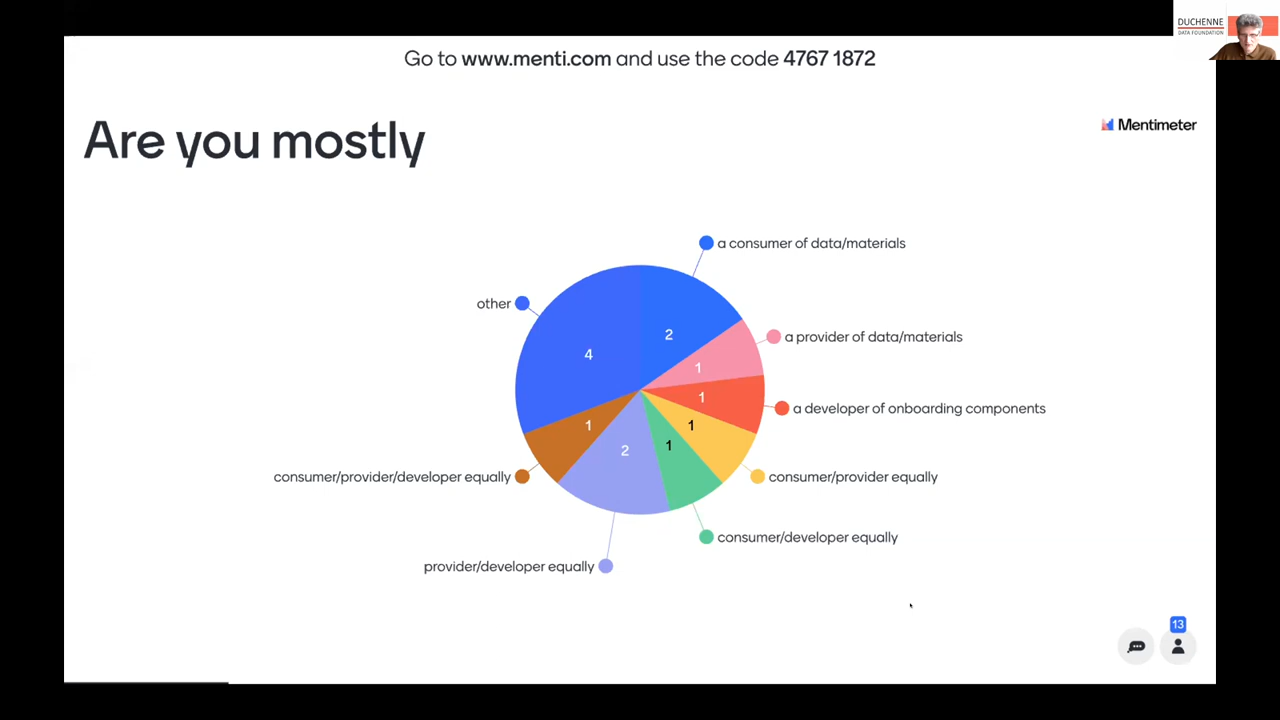 DUCHENNE
DATA FOUNDATION
Go to www.menti.com and use the code 4767 1872
Are you mostly
Mentimeter
a consumer of data/materials
other
2
a provider of data/materials
4
1
1
a developer of onboarding components
1
1
1
2
consumer/provider/developer equally
consumer/provider equally
consumer/developer equally
provider/developer equally
13